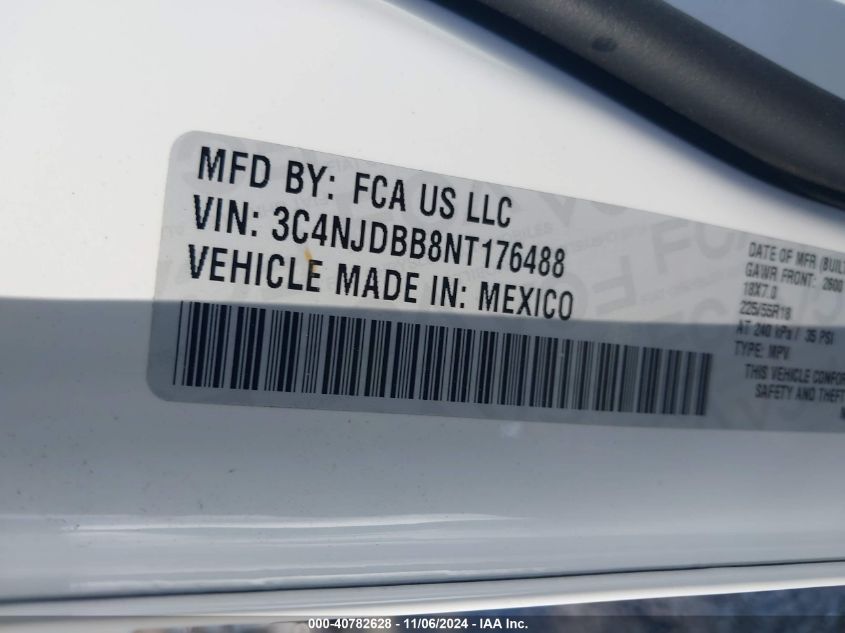 MFD BY: FCA US LLC
VIN: 3C4NJDBB8NT176488
VEHICLE MADE IN: MEXICO
DATE OF MFR (BUIL
GAWR FRONT: 2600
18X7.0
225/55R18
AT 240 kPa / 35 PSI
TYPE: MPV
THIS VEHICLE CONFOR
SAFETY AND THEFT
000-40782628 - 11/06/2024 - IAA Inc.